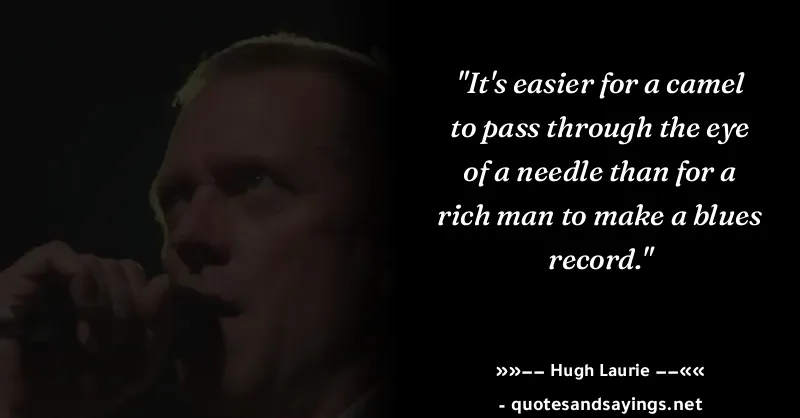 "It's easier for a camel
to pass through the eye
of a needle than for a
rich man to make a blues
record."
»»–– Hugh Laurie ––««
- quotesandsayings.net